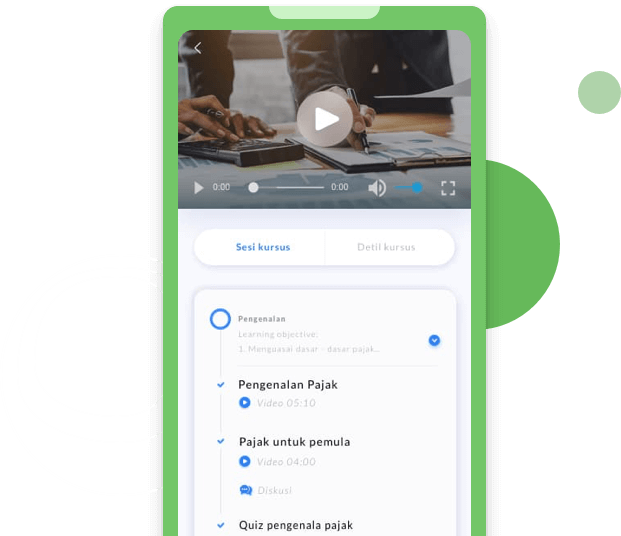 0:00
0:00
Sesi kursus
Detil kursus
Pengenalan
Learning objective:
1. Menguasai dasar - dasar pajak...
Pengenalan Pajak
Video 05:10
Pajak untuk pemula
Video 04:00
Diskusi
Quiz pengenala pajak